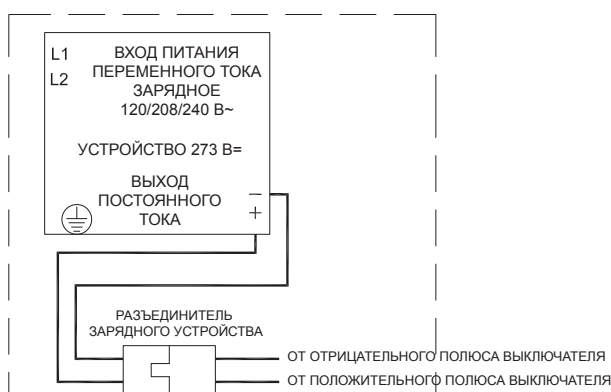 L1
L2
ВХОД ПИТАНИЯ
ПЕРЕМЕННОГО ТОКА
ЗАРЯДНОЕ
120/208/240 В~
УСТРОЙСТВО 273 В=
ВЫХОД
ПОСТОЯННОГО
ТОКА
–
+
РАЗЪЕДИНИТЕЛЬ
ЗАРЯДНОГО УСТРОЙСТВА
ОТ ОТРИЦАТЕЛЬНОГО ПОЛЮСА ВЫКЛЮЧАТЕЛЯ
ОТ ПОЛОЖИТЕЛЬНОГО ПОЛЮСА ВЫКЛЮЧАТЕЛЯ